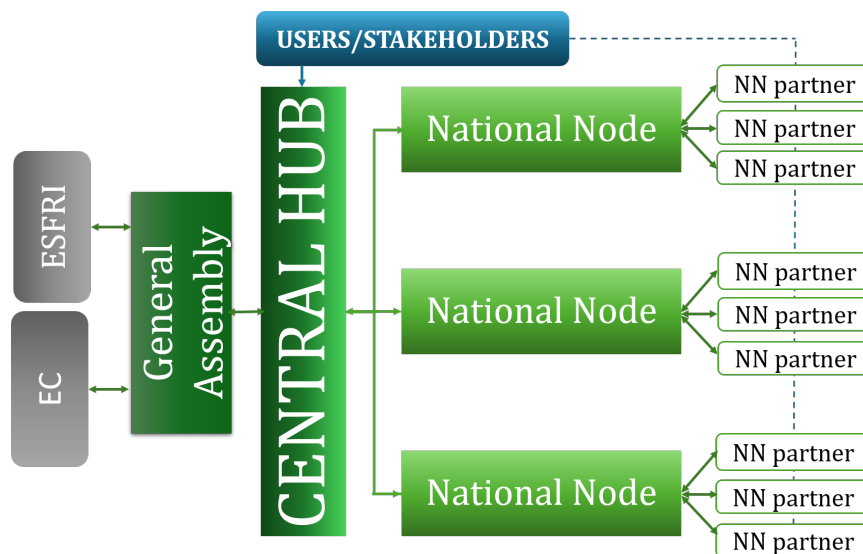 USERS/STAKEHOLDERS
ESFRI
EC
General
Assembly
CENTRAL HUB
National Node
NN partner
NN partner
NN partner
National Node
NN partner
NN partner
NN partner
National Node
NN partner
NN partner
NN partner